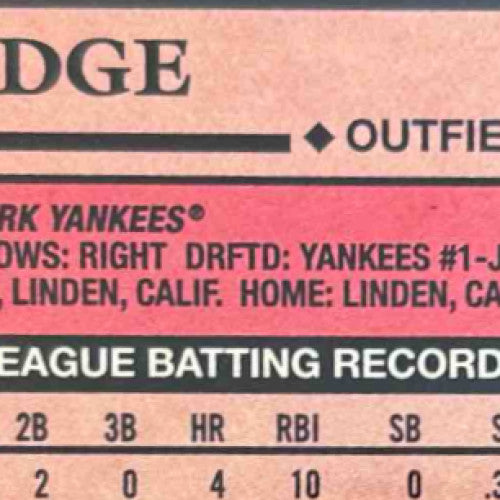 DGE
◆ OUTFIE
RK YANKEES®
OWS: RIGHT DRFTD: YANKEES #1-J
, LINDEN, CALIF. HOME: LINDEN, CA
EAGUE BATTING RECORD
2B 3B HR RBI SB S
2 0 4 10 0 .3